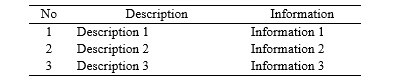 No Description Information
1 Description 1 Information 1
2 Description 2 Information 2
3 Description 3 Information 3